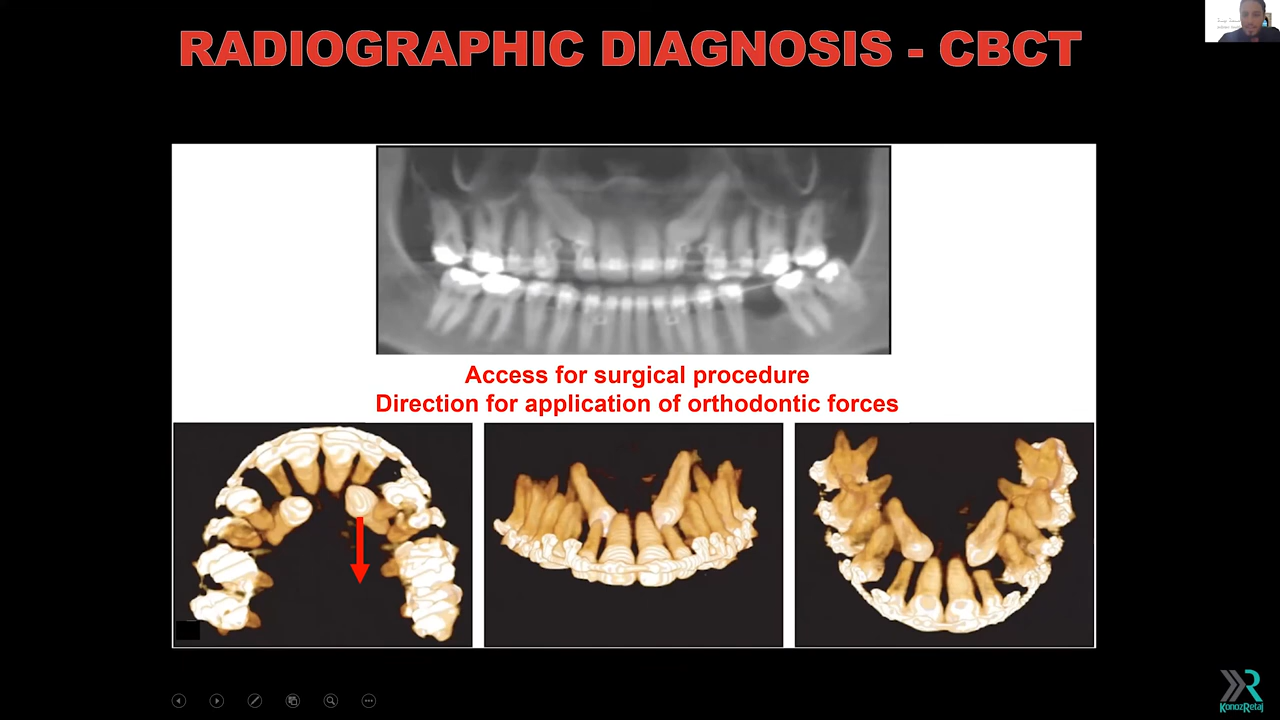 RADIOGRAPHIC DIAGNOSIS - CBCT
Access for surgical procedure
Direction for application of orthodontic forces
KonozRetaj